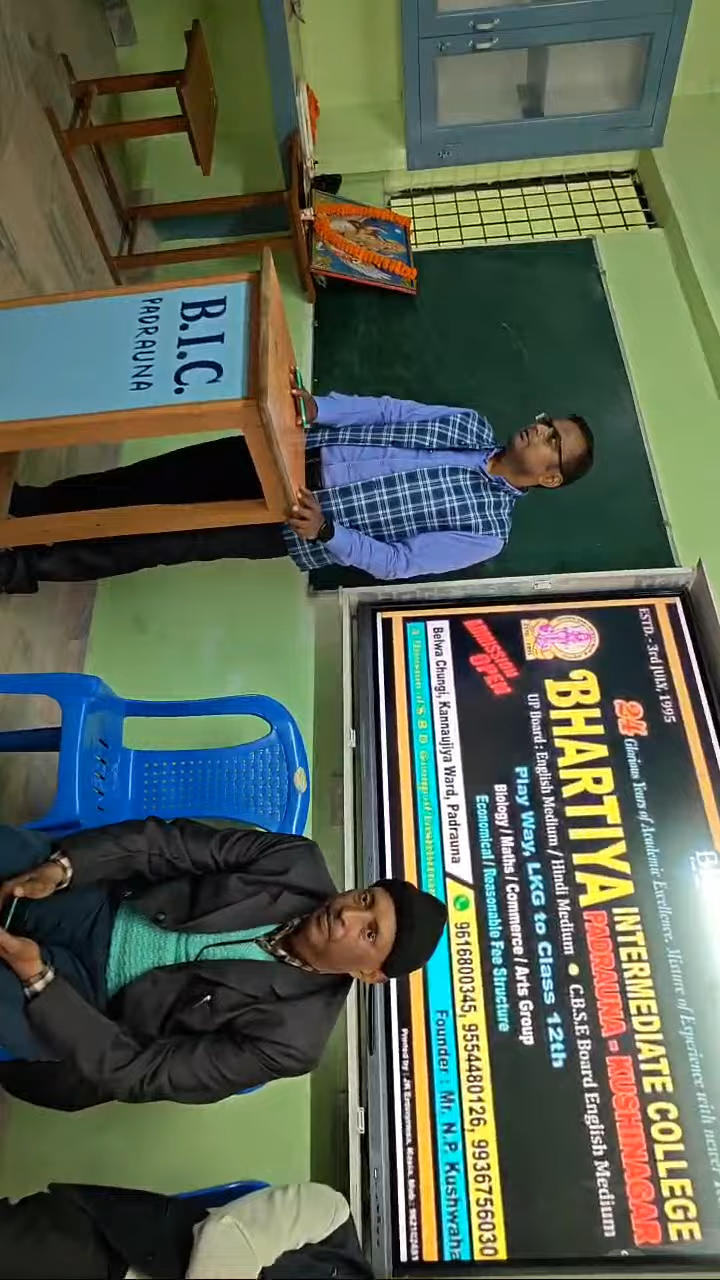 B.I.C.
PADRAUNA
ESTD.- 3rd JULY, 1995
24 Glorious Years of Academic Excellence, Mixture of Experience with newer
BHARTIYA INTERMEDIATE COLLEGE
PADRAUNA - KUSHINAGAR
UP Board : English Medium / Hindi Medium ● C.B.S.E Board English Medium
Play Way, LKG to Class 12th
ADMISSION OPEN
Biology / Maths / Commerce / Arts Group
Economical / Reasonable Fee Structure
Belwa Chungi, Kannaujiya Ward, Padrauna
9616800345, 9554480126, 9936756030
Founder : Mr. N.P. Kushwaha